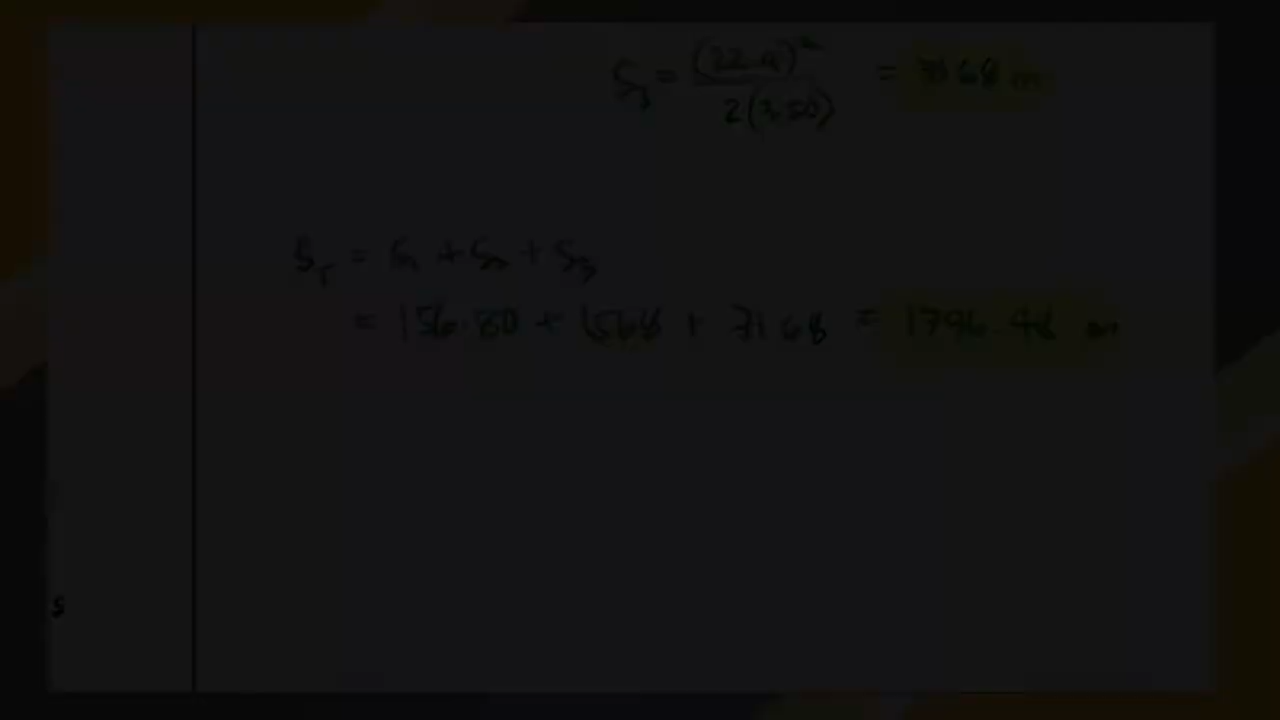 S₃ = (22.4)² / 2(3.50) = 71.68 m
S_T = S₁ + S₂ + S₃
= 156.80 + 1568 + 71.68 = 1796.48 m
s